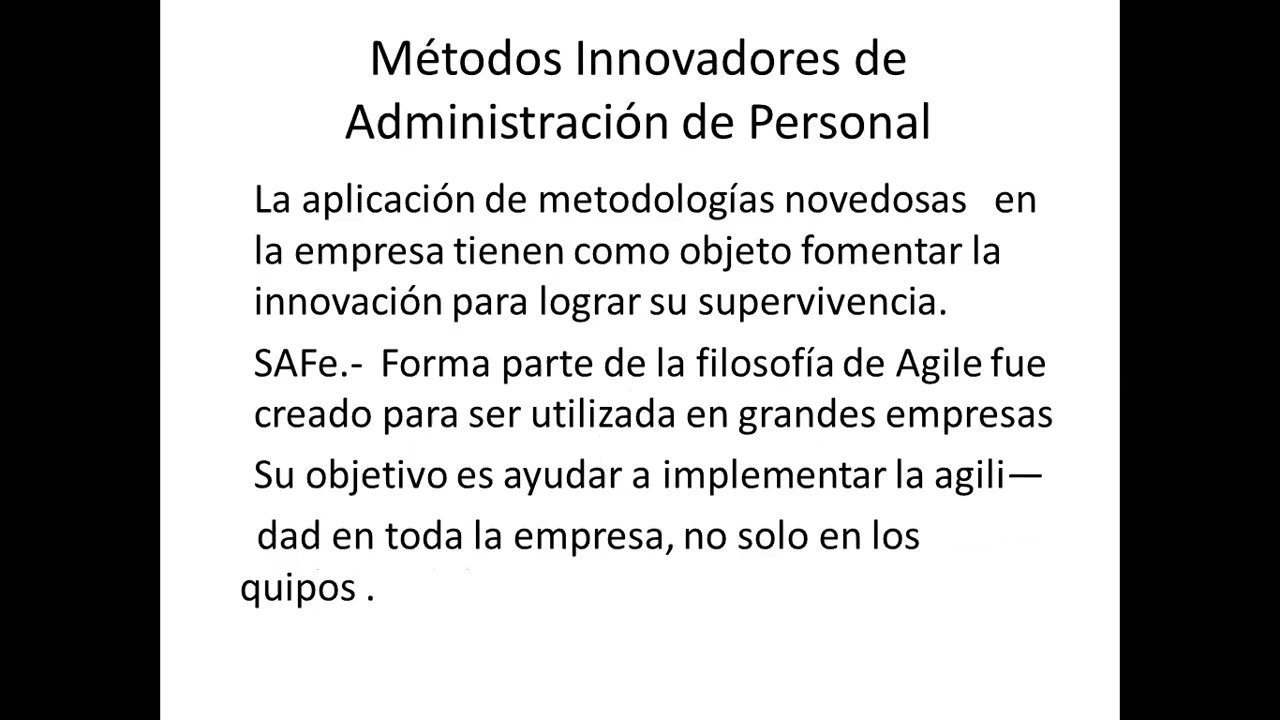 Métodos Innovadores de
Administración de Personal
La aplicación de metodologías novedosas en
la empresa tienen como objeto fomentar la
innovación para lograr su supervivencia.
SAFe.- Forma parte de la filosofía de Agile fue
creado para ser utilizada en grandes empresas
Su objetivo es ayudar a implementar la agili—
dad en toda la empresa, no solo en los
quipos .